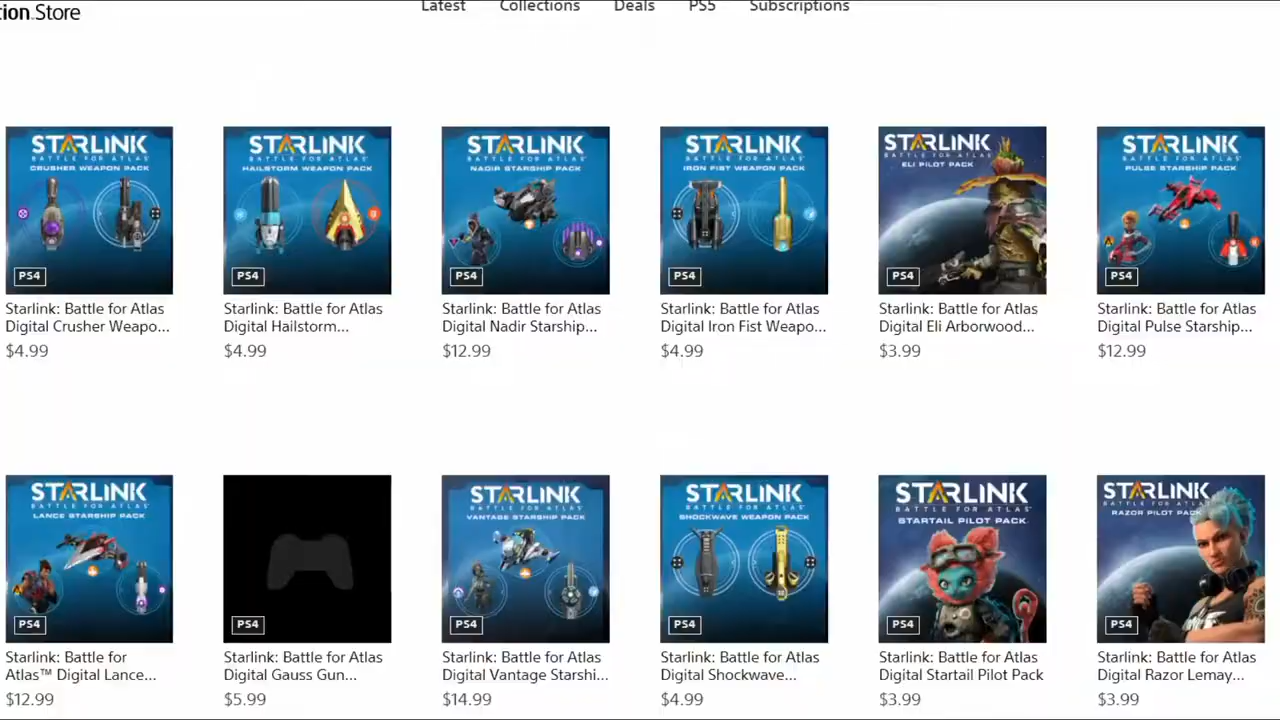 tion.Store
Latest Collections Deals PS5 Subscriptions
STARLINK
BATTLE FOR ATLAS
CRUSHER WEAPON PACK
PS4
Starlink: Battle for Atlas
Digital Crusher Weapo...
$4.99
STARLINK
BATTLE FOR ATLAS
HAILSTORM WEAPON PACK
PS4
Starlink: Battle for Atlas
Digital Hailstorm...
$4.99
STARLINK
BATTLE FOR ATLAS
NADIR STARSHIP PACK
PS4
Starlink: Battle for Atlas
Digital Nadir Starship...
$12.99
STARLINK
BATTLE FOR ATLAS
IRON FIST WEAPON PACK
PS4
Starlink: Battle for Atlas
Digital Iron Fist Weapo...
$4.99
STARLINK
BATTLE FOR ATLAS
ELI PILOT PACK
PS4
Starlink: Battle for Atlas
Digital Eli Arborwood...
$3.99
STARLINK
BATTLE FOR ATLAS
PULSE STARSHIP PACK
PS4
Starlink: Battle for Atlas
Digital Pulse Starship...
$12.99
STARLINK
BATTLE FOR ATLAS
LANCE STARSHIP PACK
PS4
Starlink: Battle for
Atlas™ Digital Lance...
$12.99
PS4
Starlink: Battle for Atlas
Digital Gauss Gun...
$5.99
STARLINK
BATTLE FOR ATLAS
VANTAGE STARSHIP PACK
PS4
Starlink: Battle for Atlas
Digital Vantage Starshi...
$14.99
STARLINK
BATTLE FOR ATLAS
SHOCKWAVE WEAPON PACK
PS4
Starlink: Battle for Atlas
Digital Shockwave...
$4.99
STARLINK
BATTLE FOR ATLAS
STARTAIL PILOT PACK
PS4
Starlink: Battle for Atlas
Digital Startail Pilot Pack
$3.99
STARLINK
BATTLE FOR ATLAS
RAZOR PILOT PACK
PS4
Starlink: Battle for Atlas
Digital Razor Lemay...
$3.99